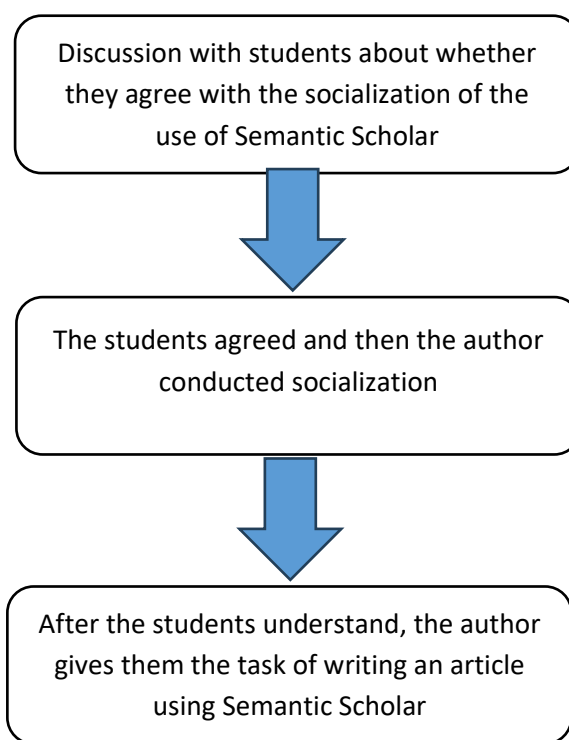 Discussion with students about whether
they agree with the socialization of the
use of Semantic Scholar
The students agreed and then the author
conducted socialization
After the students understand, the author
gives them the task of writing an article
using Semantic Scholar